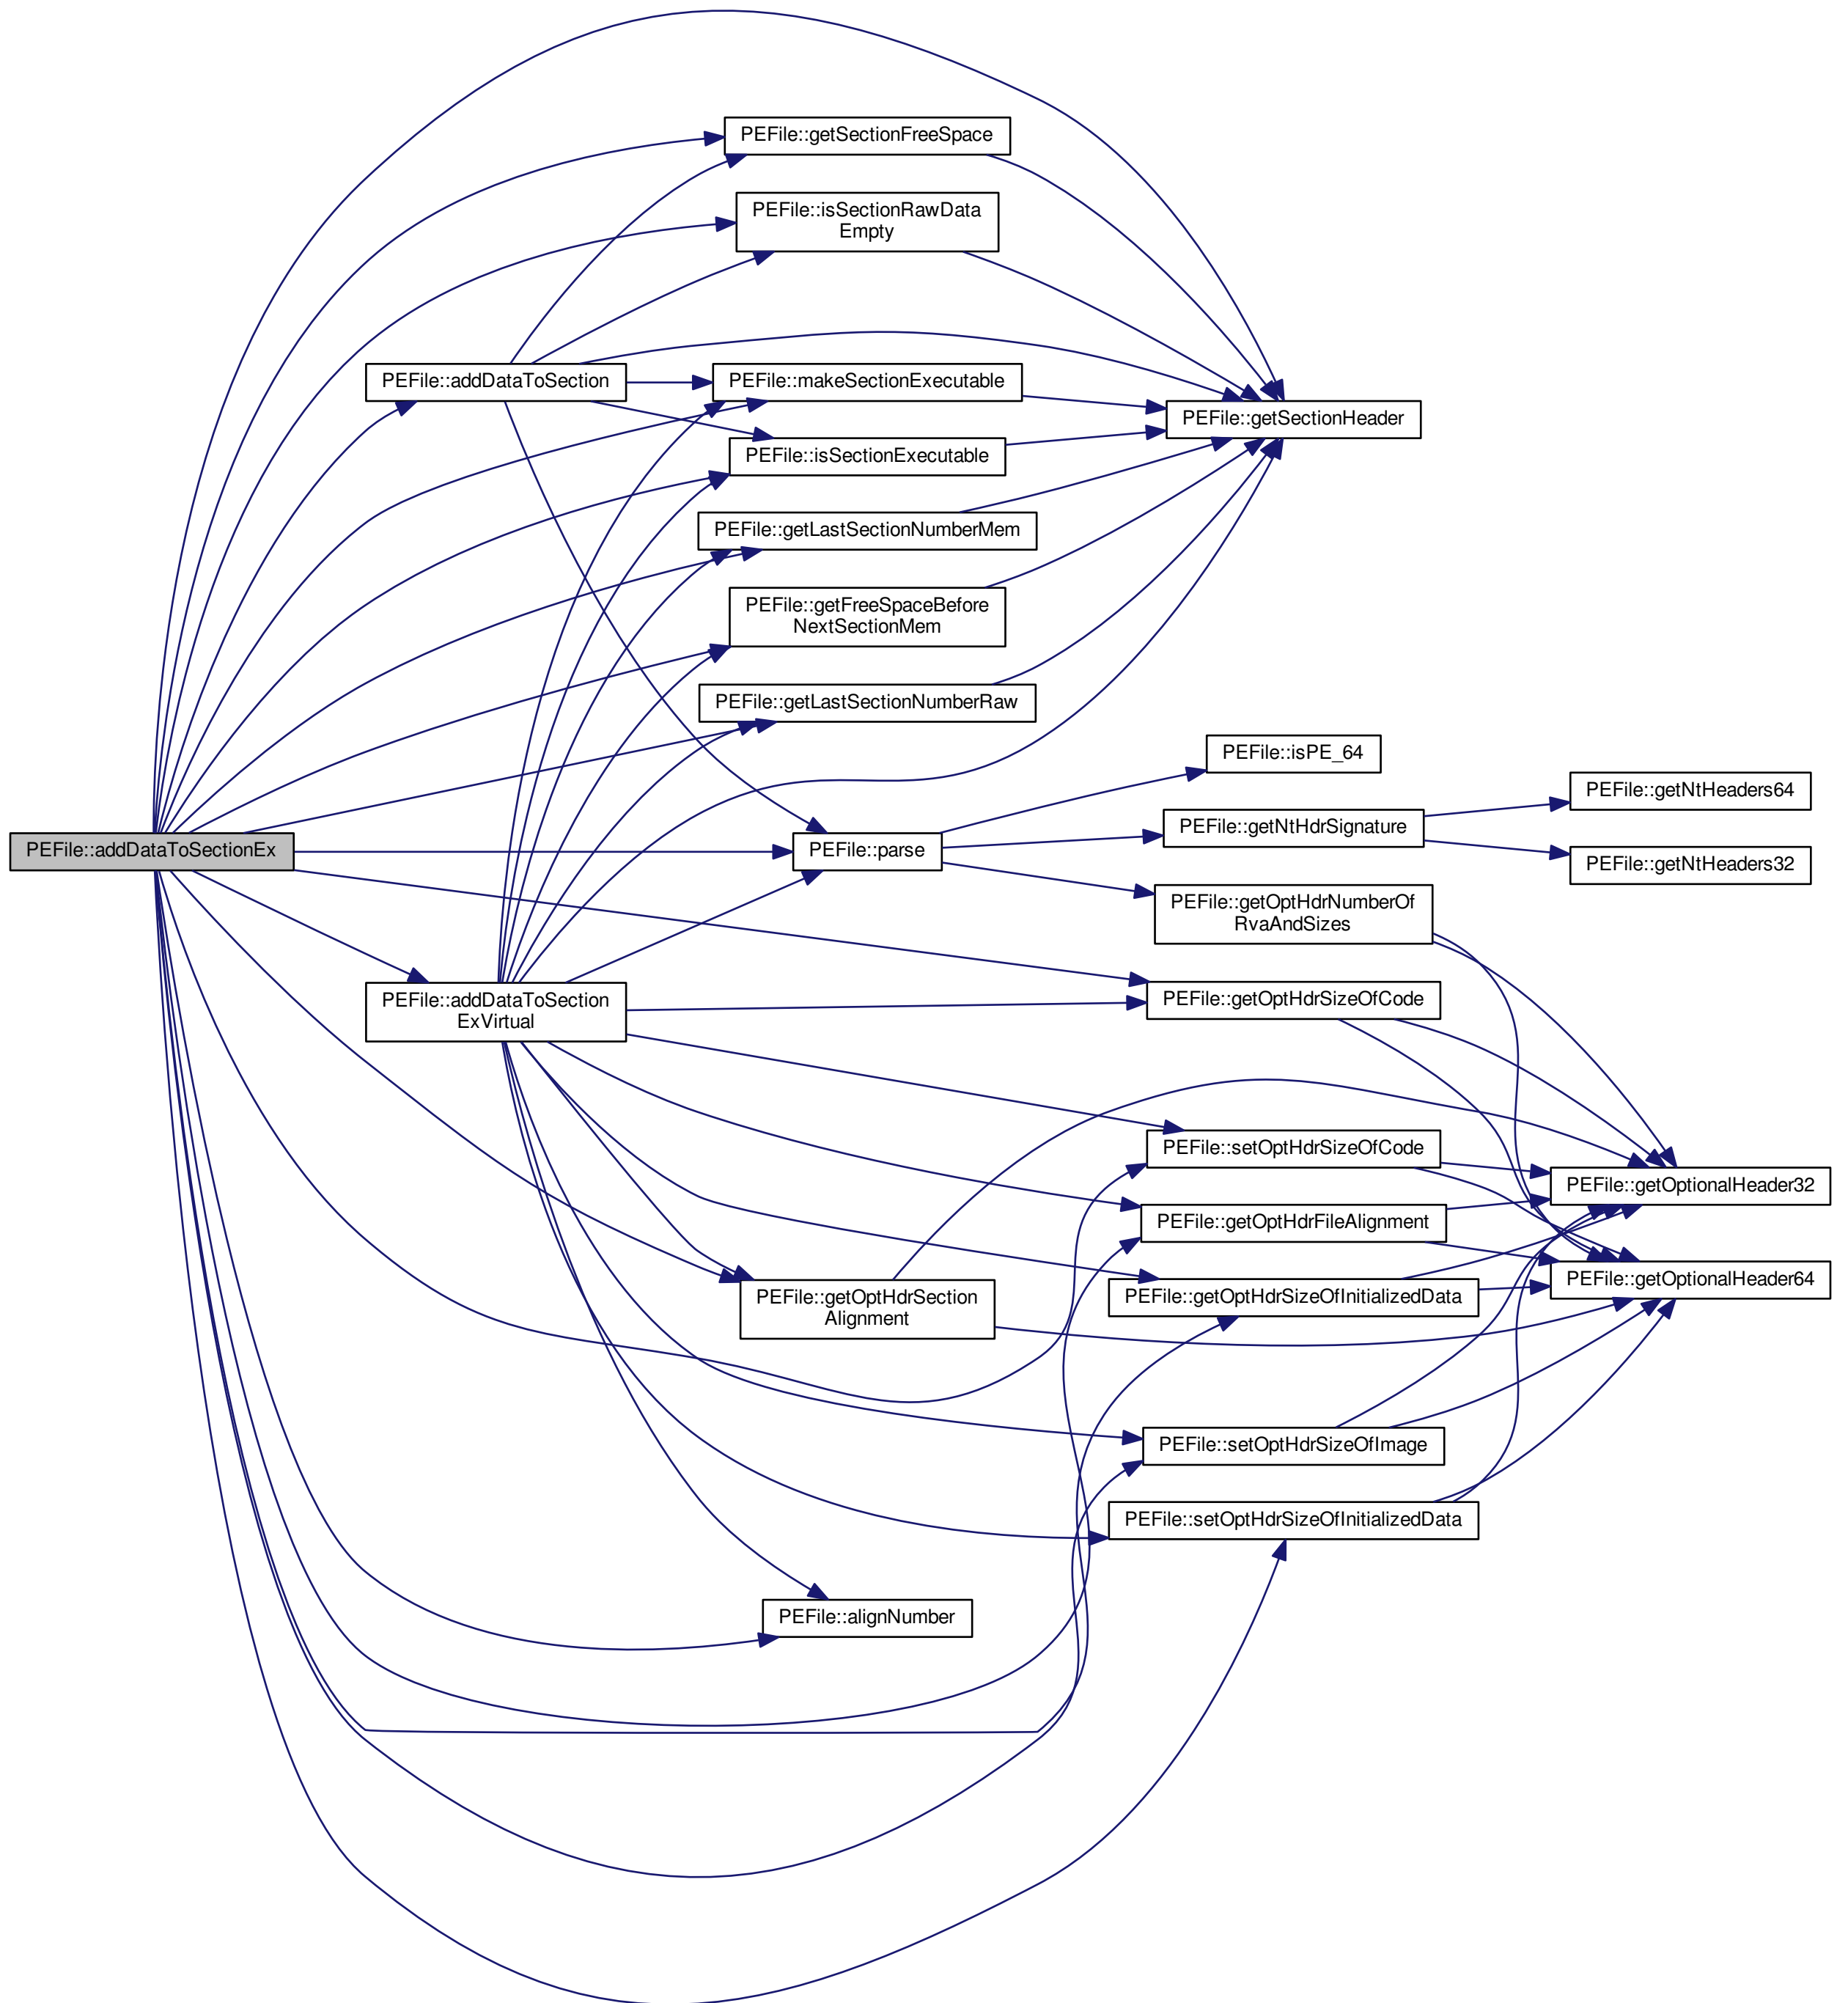 PEFile::getSectionFreeSpace
PEFile::isSectionRawData
Empty
PEFile::addDataToSection
PEFile::makeSectionExecutable
PEFile::getSectionHeader
PEFile::isSectionExecutable
PEFile::getLastSectionNumberMem
PEFile::getFreeSpaceBefore
NextSectionMem
PEFile::getLastSectionNumberRaw
PEFile::isPE_64
PEFile::getNtHeaders64
PEFile::getNtHdrSignature
PEFile::addDataToSectionEx
PEFile::parse
PEFile::getNtHeaders32
PEFile::getOptHdrNumberOf
RvaAndSizes
PEFile::addDataToSection
ExVirtual
PEFile::getOptHdrSizeOfCode
PEFile::setOptHdrSizeOfCode
PEFile::getOptionalHeader32
PEFile::getOptHdrFileAlignment
PEFile::getOptionalHeader64
PEFile::getOptHdrSection
Alignment
PEFile::getOptHdrSizeOfInitializedData
PEFile::setOptHdrSizeOfImage
PEFile::setOptHdrSizeOfInitializedData
PEFile::alignNumber